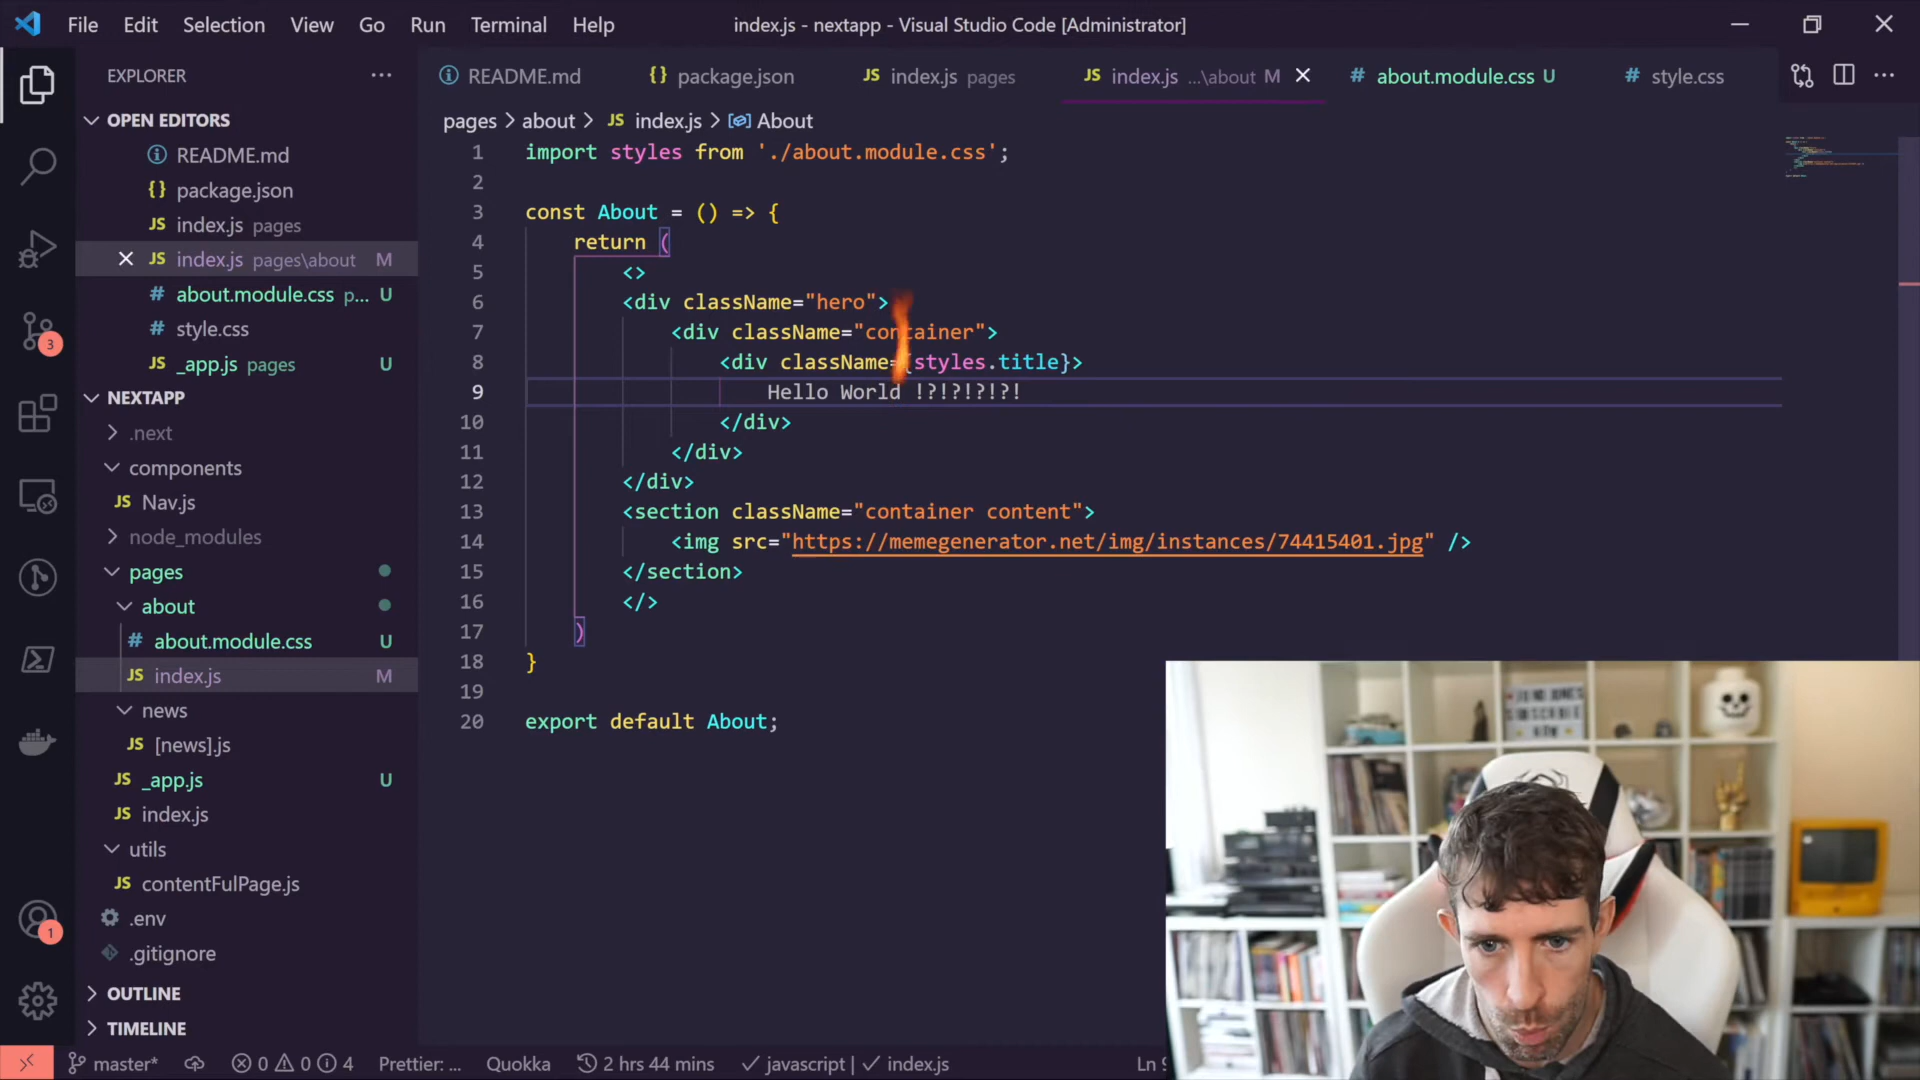 File Edit Selection View Go Run Terminal Help
index.js - nextapp - Visual Studio Code [Administrator]
EXPLORER
README.md
package.json
index.js pages
index.js ...\about M
about.module.css U
style.css
OPEN EDITORS
README.md
package.json
index.js pages
index.js pages\about M
about.module.css p... U
style.css
_app.js pages U
NEXTAPP
.next
components
Nav.js
node_modules
pages
about
about.module.css U
index.js M
news
[news].js
_app.js U
index.js
utils
contentFulPage.js
.env
.gitignore
OUTLINE
TIMELINE
3
1
pages > about > JS index.js > About
1 import styles from './about.module.css';
2
3 const About = () => {
4 return (
5 <>
6 <div className="hero">
7 <div className="container">
8 <div className={styles.title}>
9 Hello World !?!?!?!?!
10 </div>
11 </div>
12 </div>
13 <section className="container content">
14 <img src="https://memegenerator.net/img/instances/74415401.jpg" />
15 </section>
16 </>
17 )
18 }
19
20 export default About;
SUBSCRIBE
master* 0 0 4 Prettier: ... Quokka 2 hrs 44 mins javascript | index.js Ln 9